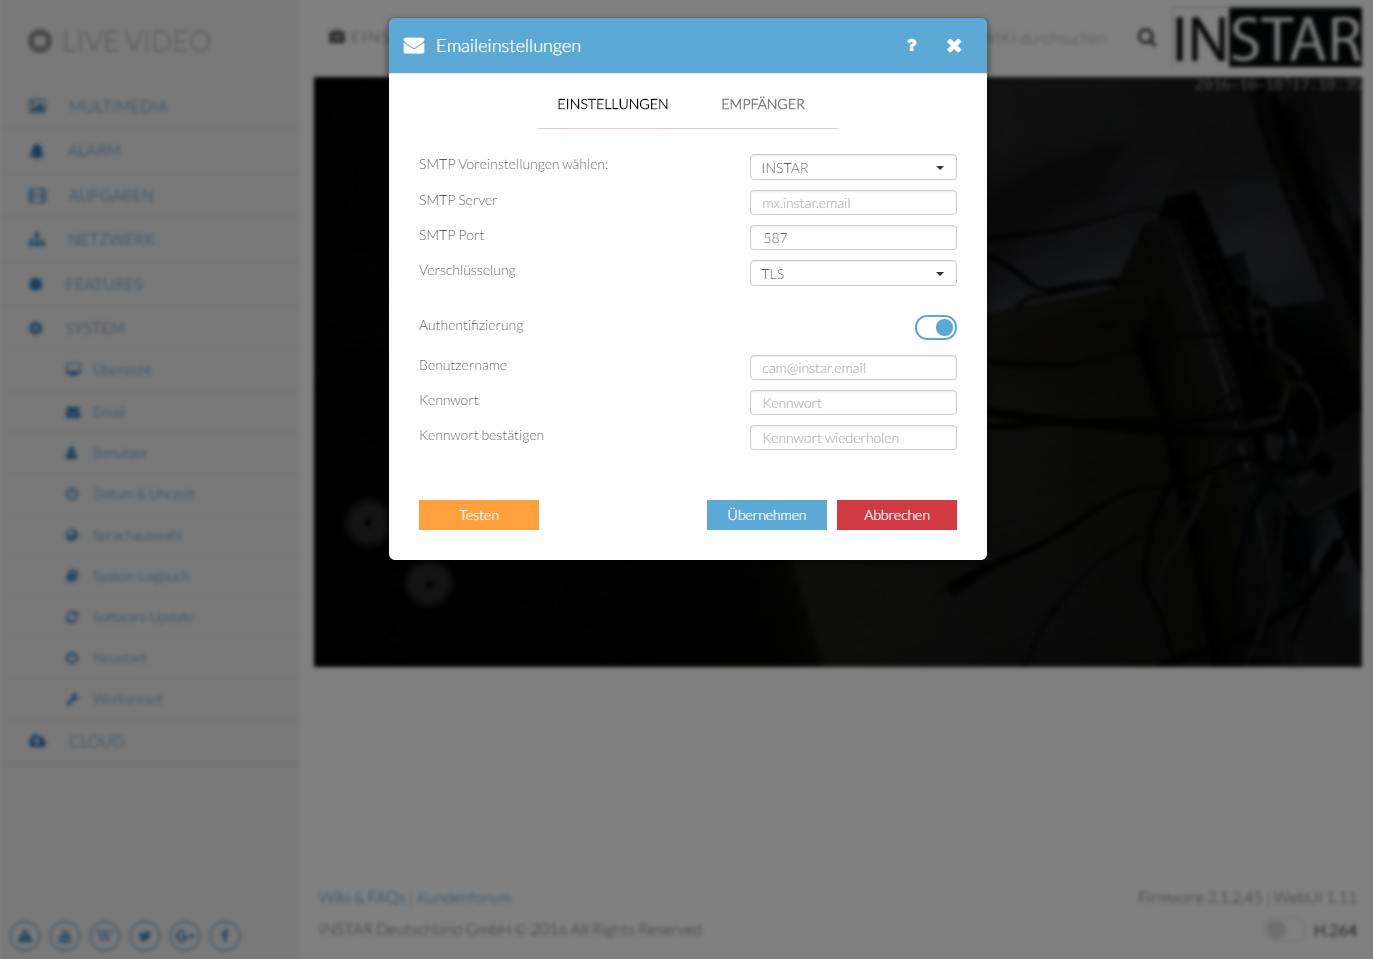 LIVE VIDEO
MULTIMEDIA
ALARM
AUFGABEN
NETZWERK
FEATURES
SYSTEM
Übersicht
Email
Benutzer
Datum & Uhrzeit
Sprachauswahl
System Logbuch
Software Update
Neustart
Werksreset
CLOUD
durchsuchen
INSTAR
Emaileinstellungen
EINSTELLUNGEN EMPFÄNGER
SMTP Voreinstellungen wählen: INSTAR
SMTP Server mx.instar.email
SMTP Port 587
Verschlüsselung TLS
Authentifizierung
Benutzername cam@instar.email
Kennwort Kennwort
Kennwort bestätigen Kennwort wiederholen
Testen Übernehmen Abbrechen
Wiki & FAQs | Kundenforum
Firmware 3.1.2.45 | WebUI 1.11
INSTAR Deutschland GmbH © 2016 All Rights Reserved
H.264